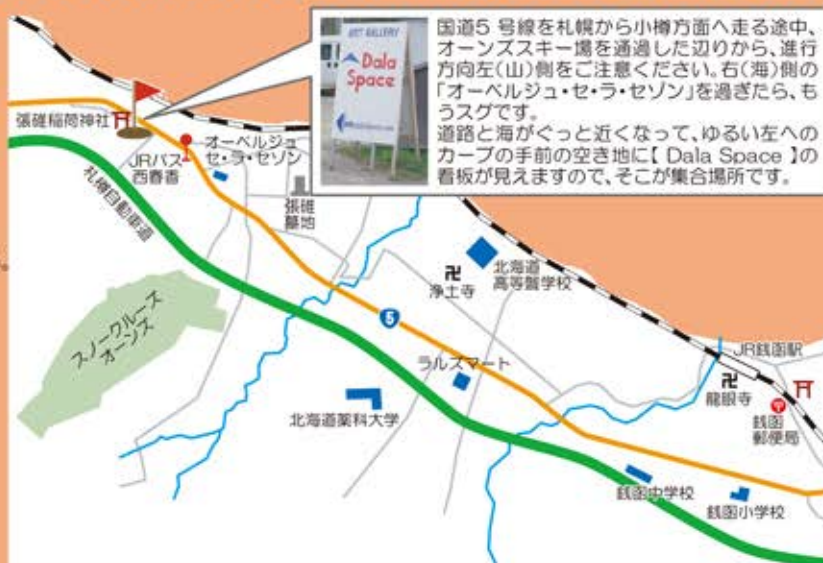 国道5 号線を札幌から小樽方面へ走る途中、
オーンズスキー場を通過した辺りから、進行
方向左(山)側をご注意ください。右(海)側の
「オーベルジュ・セ・ラ・セゾン」を過ぎたら、も
うスグです。
道路と海がぐっと近くなって、ゆるい左への
カーブの手前の空き地に【 Dala Space 】の
看板が見えますので、そこが集合場所です。
ART GALLERY
Dala
Space
張碓稲荷神社
JRバス
西春香
オーベルジュ
セ・ラ・セゾン
札樽自動車道
張碓
墓地
スノークルーズ
オーンズ
卍
浄土寺
北海道
高等盲学校
5
ラルズマート
北海道薬科大学
JR銭函駅
卍
龍眼寺
銭函
郵便局
銭函中学校
銭函小学校